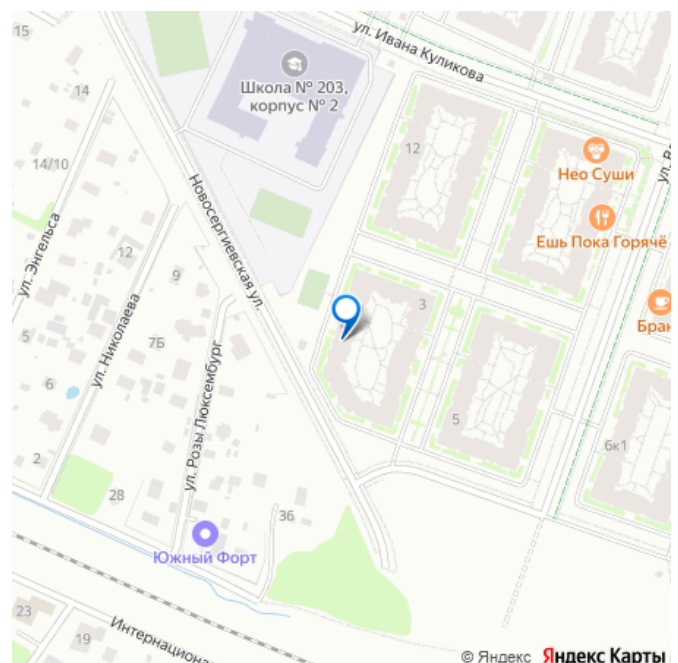 ул. Ивана Куликова
Школа № 203,
корпус № 2
15
14
14/10
12
Нео Суши
Ешь Пока Горячё
ул. Энгельса
12
Новосергиевская ул.
9
ул. Николаева
7Б
5
6
3
Бран
ул. Розы Люксембург
5
6к1
2
28
36
Южный Форт
23
19
Интернациона
© Яндекс Яндекс Карты